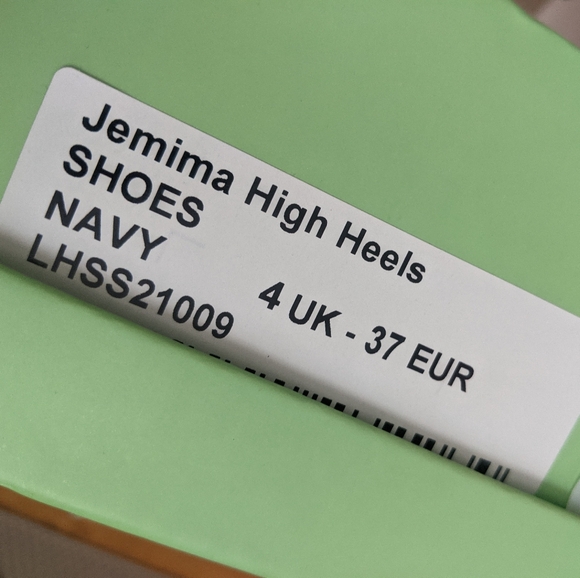 Jemima High Heels
SHOES
NAVY
LHSS21009
4 UK - 37 EUR